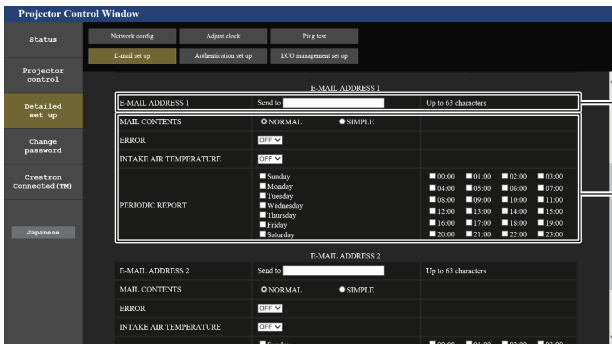 Projector Control Window
Status
Network config
Adjust clock
Ping test
E-mail set up
Authentication set up
ECO management set up
Projector
control
Detailed
set up
Change
password
Crestron
Connected(TM)
Japanese
E-MAIL ADDRESS 1
E-MAIL ADDRESS 1 Send to Up to 63 characters
MAIL CONTENTS NORMAL SIMPLE
ERROR OFF
INTAKE AIR TEMPERATURE OFF
PERIODIC REPORT
Sunday
Monday
Tuesday
Wednesday
Thursday
Friday
Saturday
00:00 01:00 02:00 03:00
04:00 05:00 06:00 07:00
08:00 09:00 10:00 11:00
12:00 13:00 14:00 15:00
16:00 17:00 18:00 19:00
20:00 21:00 22:00 23:00
E-MAIL ADDRESS 2
E-MAIL ADDRESS 2 Send to Up to 63 characters
MAIL CONTENTS NORMAL SIMPLE
ERROR OFF
INTAKE AIR TEMPERATURE OFF